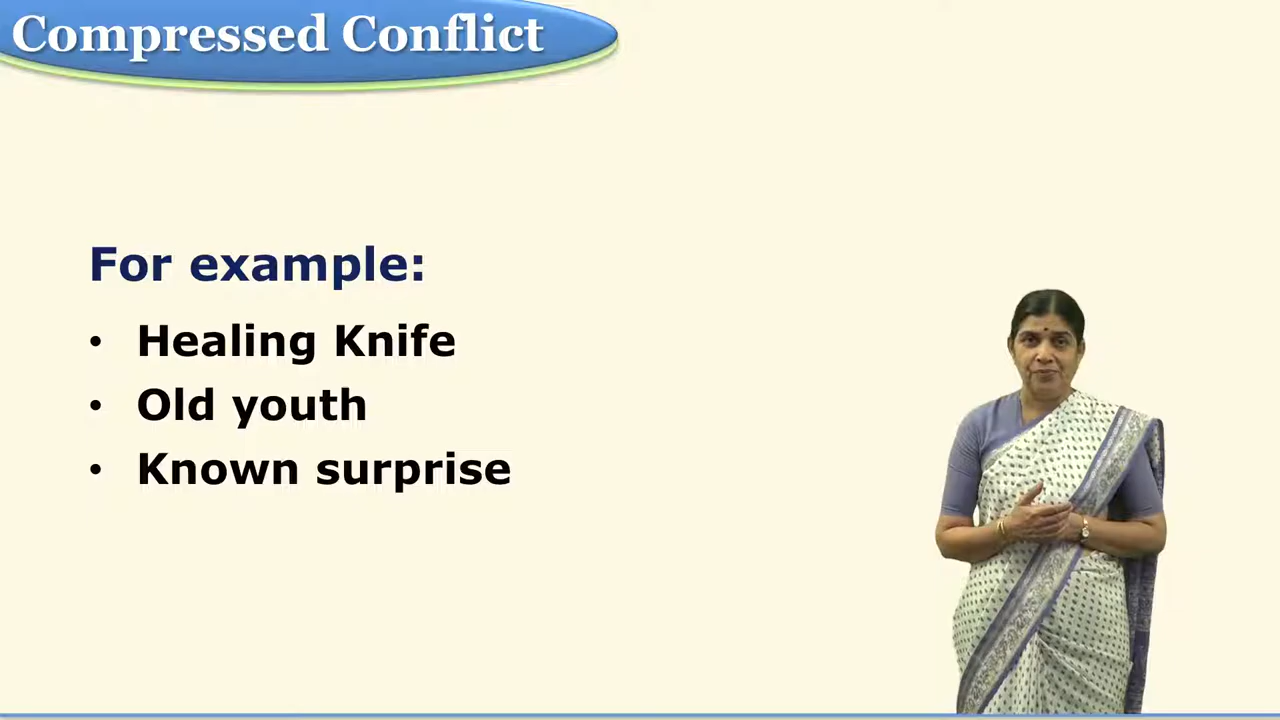 Compressed Conflict
For example:
• Healing Knife
• Old youth
• Known surprise